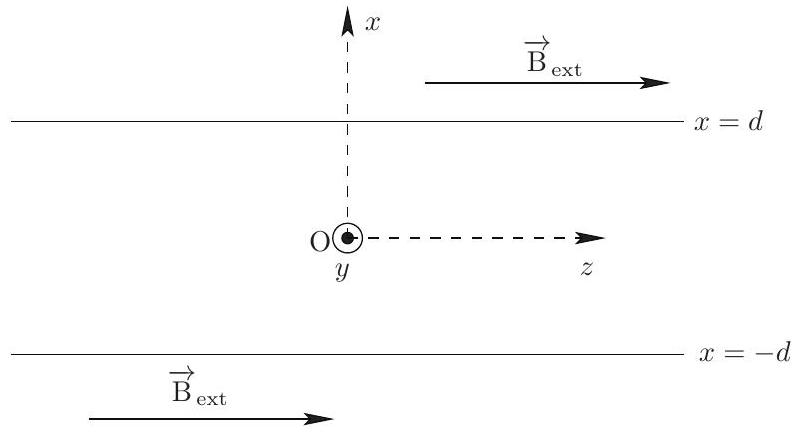 x
B⃗ext
x = d
O
y
z
x = −d
B⃗ext